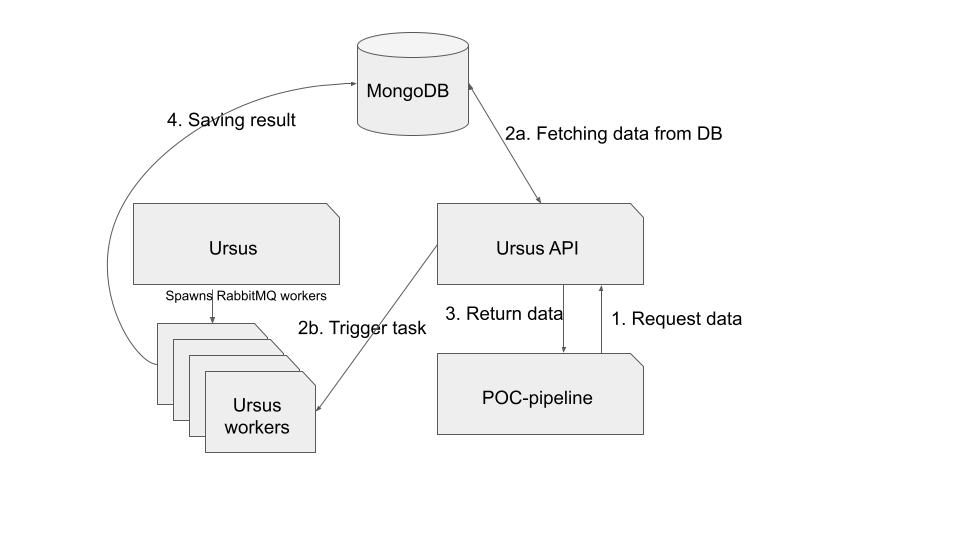 MongoDB
4. Saving result
2a. Fetching data from DB
Ursus
Ursus API
Spawns RabbitMQ workers
3. Return data
1. Request data
2b. Trigger task
POC-pipeline
Ursus
workers